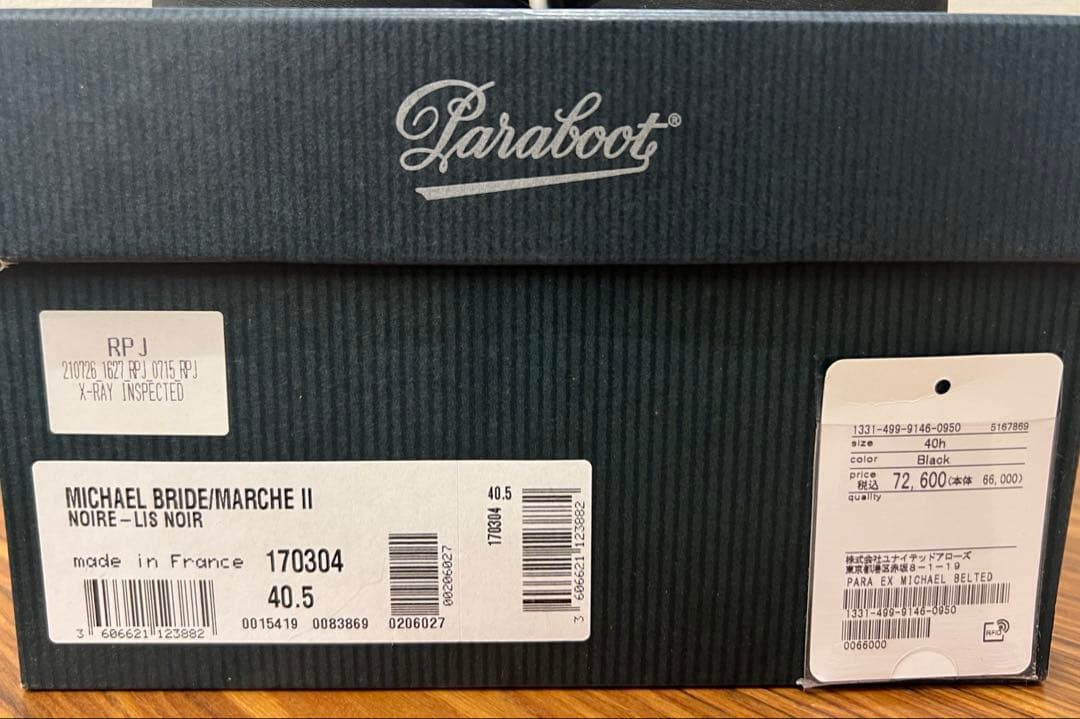 Paraboot®
RPJ
210726 1627 RPJ 0715 RPJ
X-RAY INSPECTED
MICHAEL BRIDE/MARCHE II
NOIRE-LIS NOIR
made in France 170304
40.5
3 606621 123882
0015419 0083869 0206027
00206027
40.5
170304
3 606621 123882
1331-499-9146-0950 5167869
size 40h
color Black
price
税込 72,600(本体 66,000)
quality
株式会社ユナイテッドアローズ
東京都港区赤坂8-1-19
PARA EX MICHAEL BELTED
1331-499-9146-0950
0066000
RFID